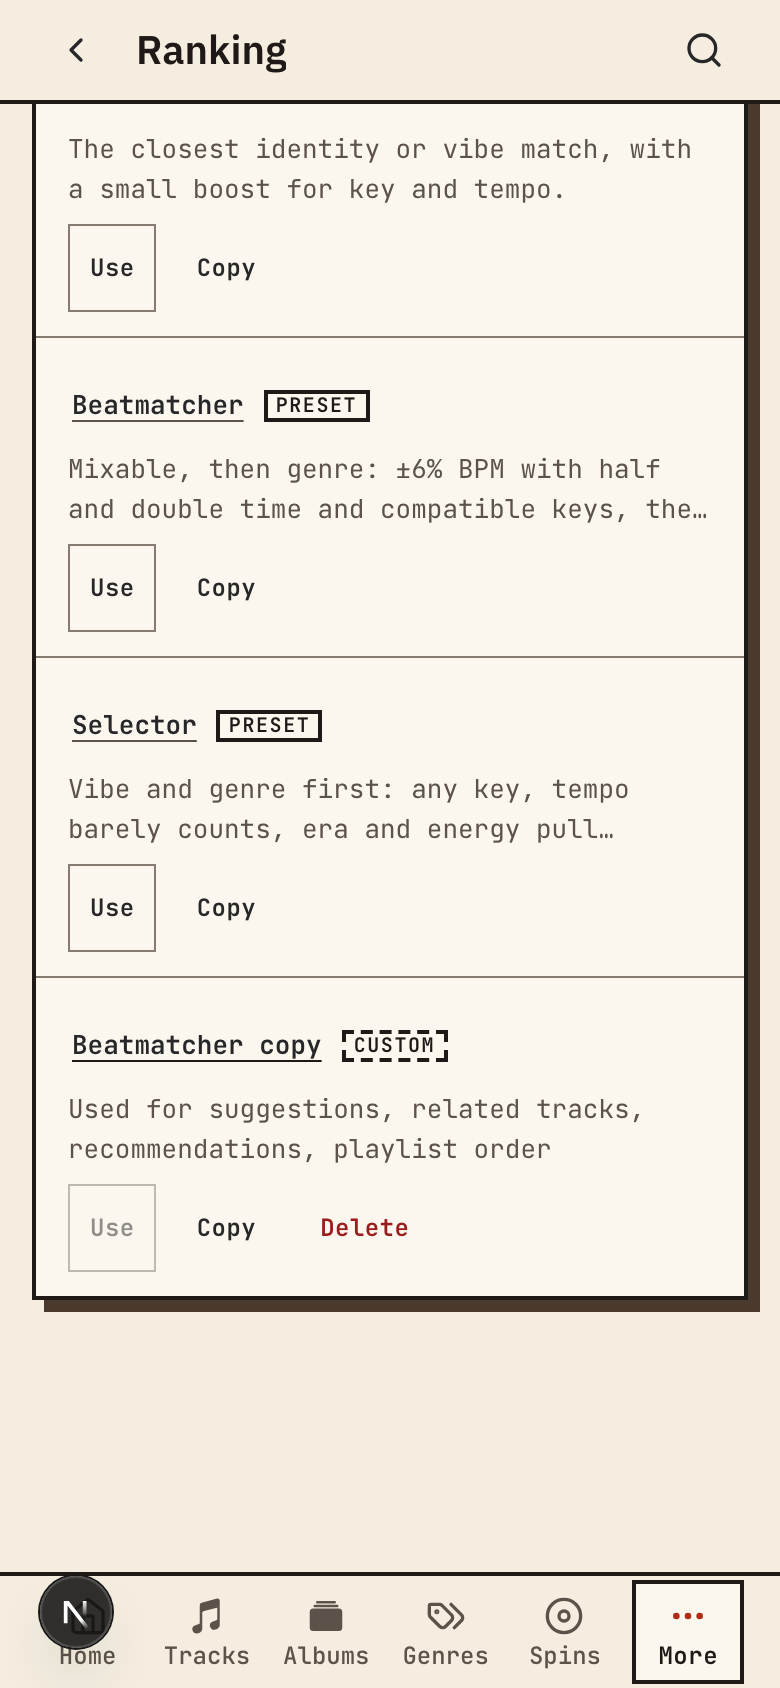 Ranking
The closest identity or vibe match, with
a small boost for key and tempo.
Use Copy
Beatmatcher PRESET
Mixable, then genre: ±6% BPM with half
and double time and compatible keys, the…
Use Copy
Selector PRESET
Vibe and genre first: any key, tempo
barely counts, era and energy pull…
Use Copy
Beatmatcher copy CUSTOM
Used for suggestions, related tracks,
recommendations, playlist order
Use Copy Delete
N
Home Tracks Albums Genres Spins More